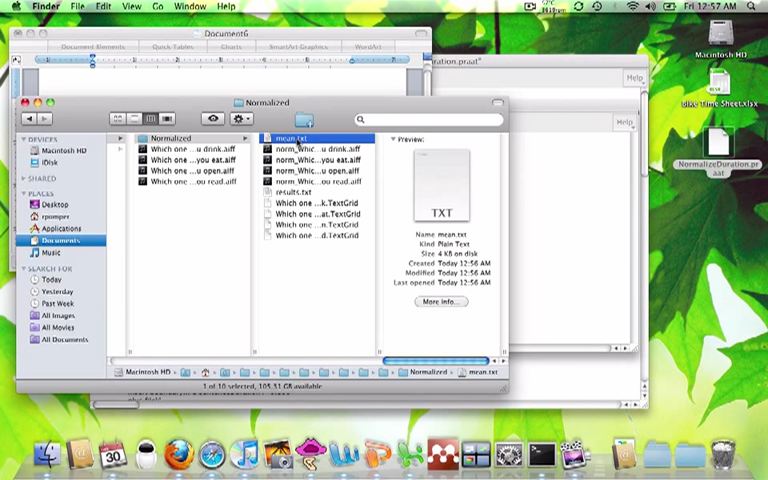 Finder File Edit View Go Window Help
Fri 12:57 AM
Document6
Document Elements Quick Tables Charts SmartArt Graphics WordArt
Duration.praat"
Help
Help
Macintosh HD
Bike Time Sheet.xlsx
NormalizeDuration.praat
Normalized
DEVICES
Macintosh HD
iDisk
SHARED
PLACES
Desktop
rpomper
Applications
Documents
Music
SEARCH FOR
Today
Yesterday
Past Week
All Images
All Movies
All Documents
Normalized
Which one ...u drink.aiff
Which one ...you eat.aiff
Which one ...u open.aiff
Which one ...ou read.aiff
mean.txt
norm_Whic...u drink.aiff
norm_Whic...you eat.aiff
norm_Whic...u open.aiff
norm_Whic...ou read.aiff
results.txt
Which one ...k.TextGrid
Which one ...at.TextGrid
Which one ...n.TextGrid
Which one ...d.TextGrid
Preview:
TXT
Name mean.txt
Kind Plain Text
Size 4 KB on disk
Created Today 12:56 AM
Modified Today 12:56 AM
Last opened Today 12:56 AM
More info...
Macintosh HD Normalized mean.txt
1 of 10 selected, 105.31 GB available
30